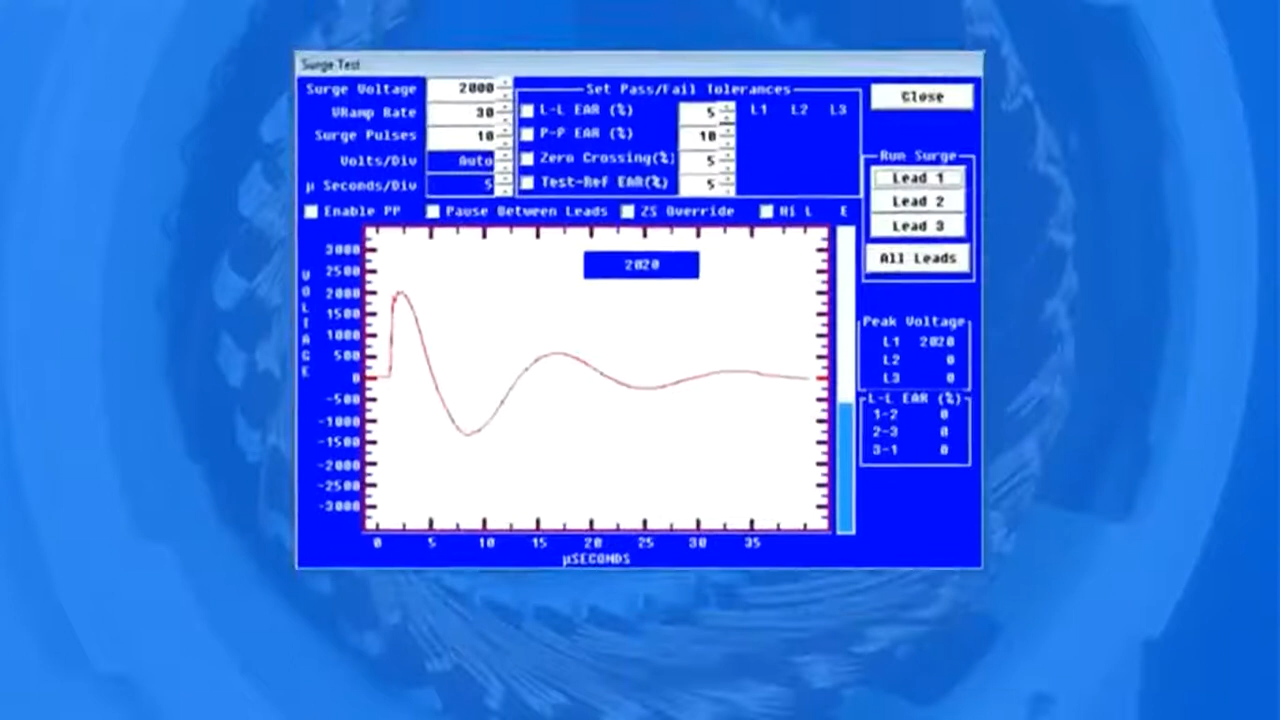 Surge Test
Surge Voltage 2000
VRamp Rate 30
Surge Pulses 10
Volts/Div Auto
µ Seconds/Div 5
Set Pass/Fail Tolerances
L-L EAR (%) 5 L1 L2 L3
P-P EAR (%) 10
Zero Crossing(%) 5
Test-Ref EAR(%) 5
Close
Run Surge
Lead 1
Lead 2
Lead 3
All Leads
Enable PP Pause Between Leads ZS Override Hi L E
VOLTAGE
3000
2500
2000
1500
1000
500
0
-500
-1000
-1500
-2000
-2500
-3000
2020
0 5 10 15 20 25 30 35
µSECONDS
Peak Voltage
L1 2020
L2 0
L3 0
L-L EAR (%)
1-2 0
2-3 0
3-1 0